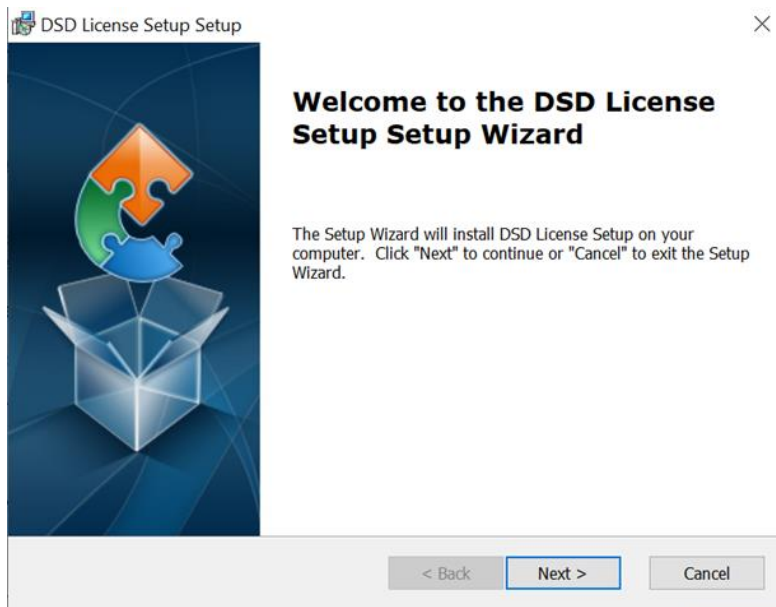 DSD License Setup Setup
Welcome to the DSD License
Setup Setup Wizard
The Setup Wizard will install DSD License Setup on your
computer.  Click "Next" to continue or "Cancel" to exit the Setup
Wizard.
< Back
Next >
Cancel